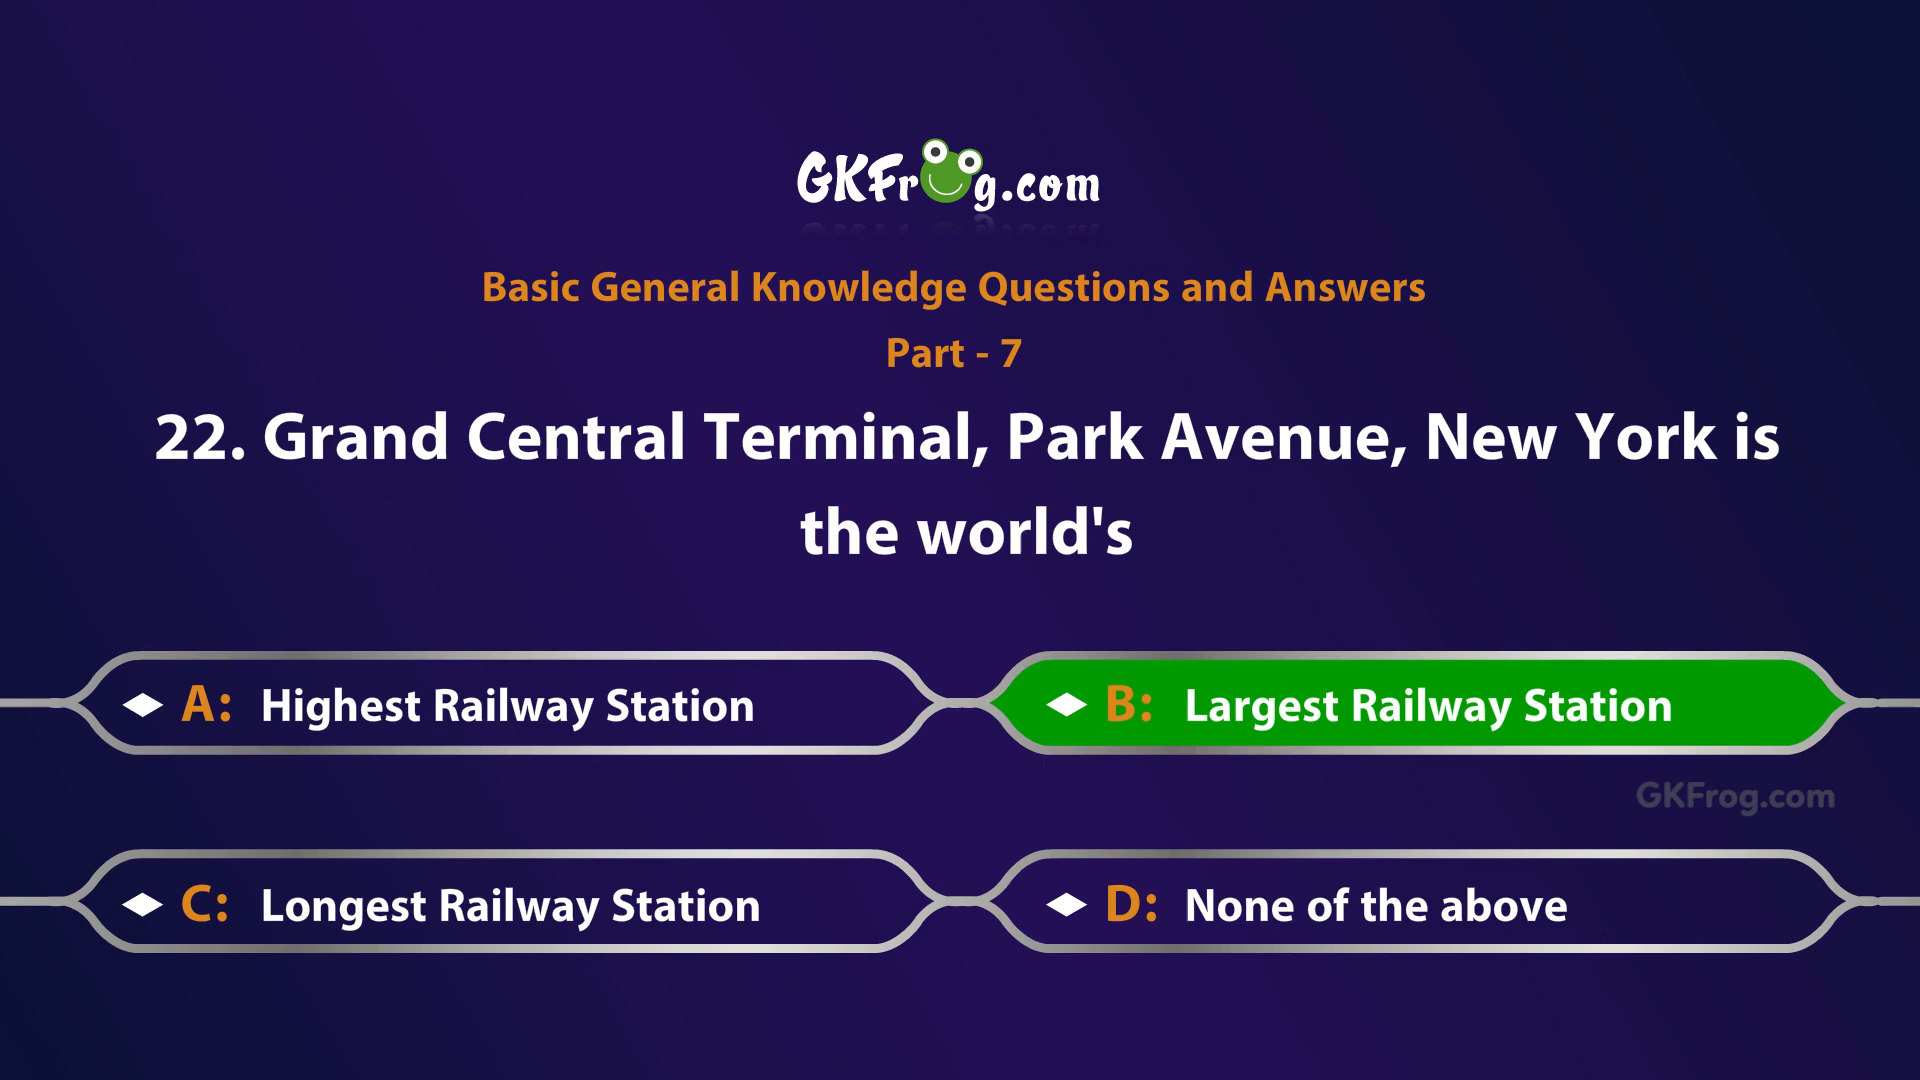 GKFrog.com
Basic General Knowledge Questions and Answers
Part - 7
22. Grand Central Terminal, Park Avenue, New York is
the world's
A: Highest Railway Station
B: Largest Railway Station
GKFrog.com
C: Longest Railway Station
D: None of the above